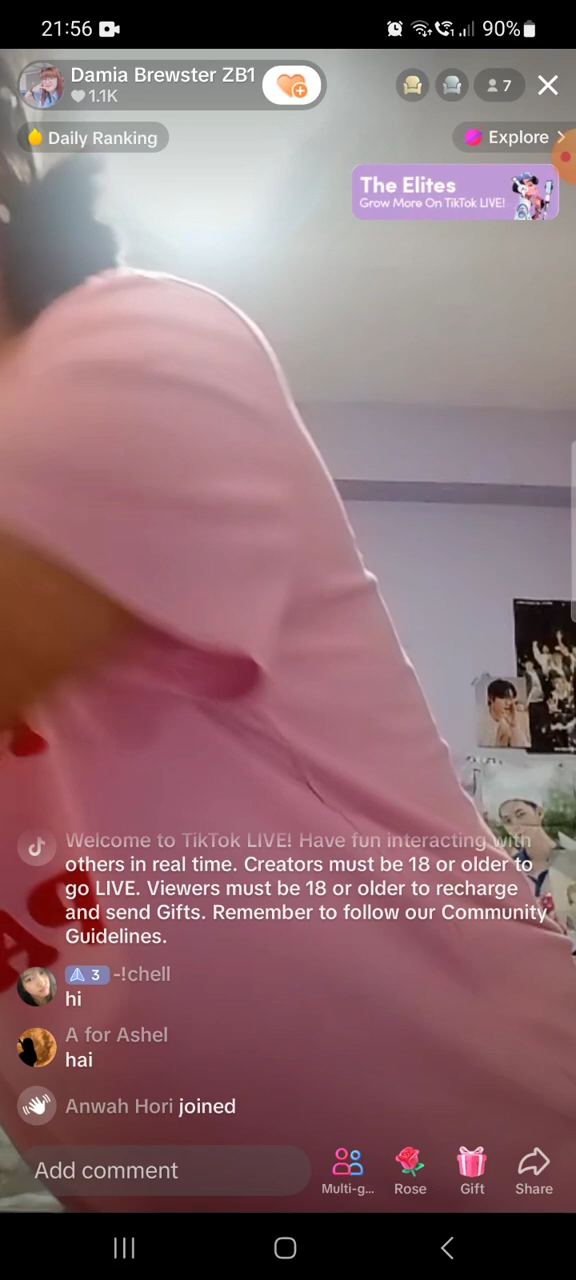 21:56
90%
Damia Brewster ZB1
1.1K
7
Daily Ranking
Explore
The Elites
Grow More On TikTok LIVE!
Welcome to TikTok LIVE! Have fun interacting with
others in real time. Creators must be 18 or older to
go LIVE. Viewers must be 18 or older to recharge
and send Gifts. Remember to follow our Community
Guidelines.
3 -!chell
hi
A for Ashel
hai
Anwah Hori joined
Add comment
Multi-g...
Rose
Gift
Share